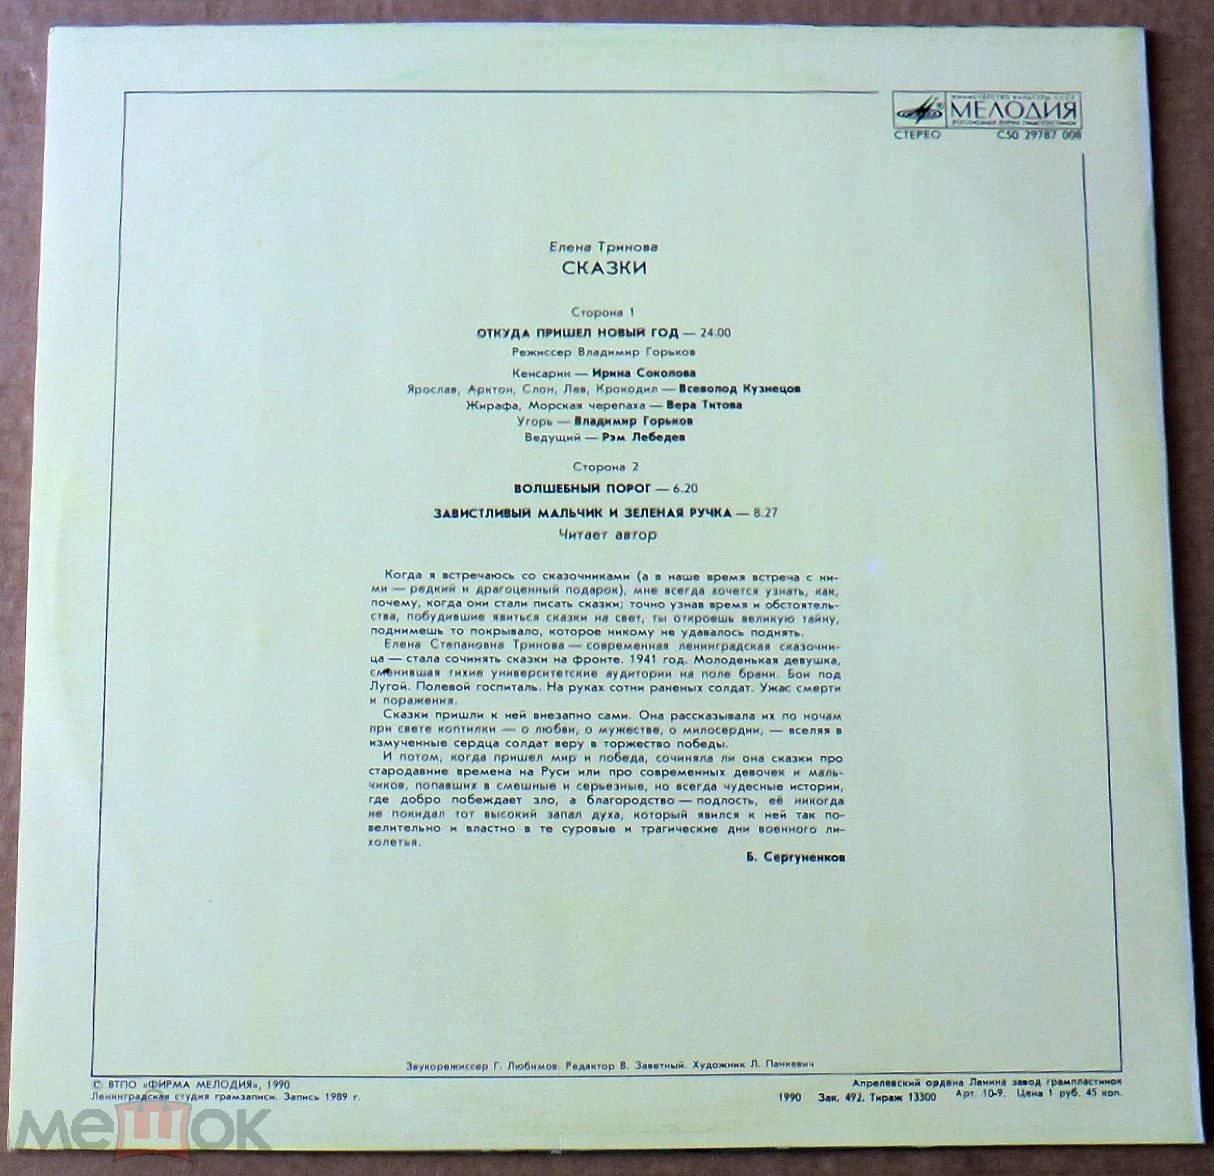 МИНИСТЕРСТВО КУЛЬТУРЫ СССР
МЕЛОДИЯ
ВСЕСОЮЗНАЯ ФИРМА ГРАМПЛАСТИНОК
СТЕРЕО С50 29787 008
Елена Тринова
СКАЗКИ
Сторона 1
ОТКУДА ПРИШЕЛ НОВЫЙ ГОД — 24.00
Режиссер Владимир Горьков
Кенсарин — Ирина Соколова
Ярослав, Арктон, Слон, Лев, Крокодил — Всеволод Кузнецов
Жирафа, Морская черепаха — Вера Титова
Угорь — Владимир Горьков
Ведущий — Рэм Лебедев
Сторона 2
ВОЛШЕБНЫЙ ПОРОГ — 6.20
ЗАВИСТЛИВЫЙ МАЛЬЧИК И ЗЕЛЕНАЯ РУЧКА — 8.27
Читает автор
Когда я встречаюсь со сказочниками (а в наше время встреча с ни-
ми — редкий и драгоценный подарок), мне всегда хочется узнать, как,
почему, когда они стали писать сказки; точно узнав время и обстоятель-
ства, побудившие явиться сказки на свет, ты откроешь великую тайну,
поднимешь то покрывало, которое никому не удавалось поднять.
Елена Степановна Тринова — современная ленинградская сказочни-
ца — стала сочинять сказки на фронте. 1941 год. Молоденькая девушка,
сменившая тихие университетские аудитории на поле брани. Бои под
Лугой. Полевой госпиталь. На руках сотни раненых солдат. Ужас смерти
и поражения.
Сказки пришли к ней внезапно сами. Она рассказывала их по ночам
при свете коптилки — о любви, о мужестве, о милосердии, — вселяя в
измученные сердца солдат веру в торжество победы.
И потом, когда пришел мир и победа, сочиняла ли она сказки про
стародавние времена на Руси или про современных девочек и маль-
чиков, попавших в смешные и серьезные, но всегда чудесные истории,
где добро побеждает зло, а благородство — подлость, её никогда
не покидал тот высокий запал духа, который явился к ней так по-
велительно и властно в те суровые и трагические дни военного ли-
холетья.
Б. Сергуненков
Звукорежиссер Г. Любимов. Редактор В. Заветный. Художник Л. Панкевич
© ВТПО «ФИРМА МЕЛОДИЯ», 1990
Ленинградская студия грамзаписи. Запись 1989 г.
Апрелевский ордена Ленина завод грампластинок
1990 Зак. 492. Тираж 13300 Арт. 10-9. Цена 1 руб. 45 коп.
мешок